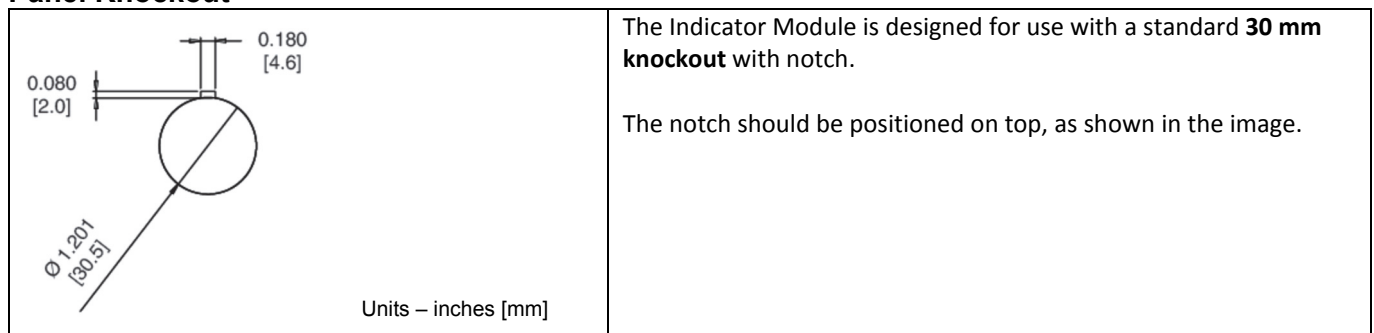 Panel Knockout
0.180
[4.6]
0.080
[2.0]
Ø 1.201
[30.5]
Units – inches [mm]
The Indicator Module is designed for use with a standard 30 mm
knockout with notch.
The notch should be positioned on top, as shown in the image.